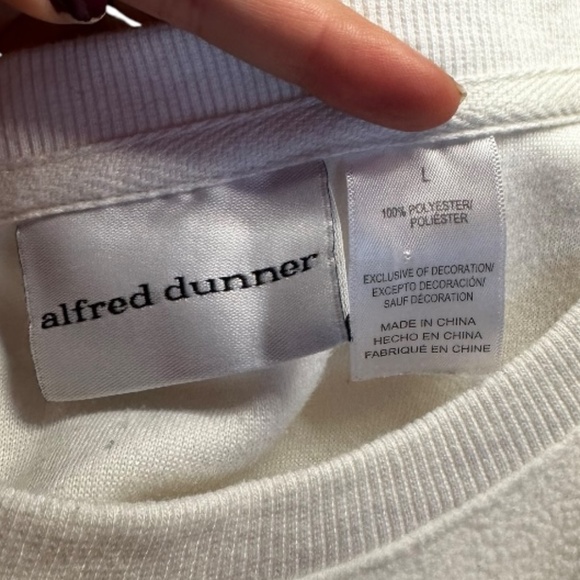 alfred dunner
L
100% POLYESTER/
POLIÉSTER
EXCLUSIVE OF DECORATION/
EXCEPTO DECORACIÓN/
SAUF DÉCORATION
MADE IN CHINA
HECHO EN CHINA
FABRIQUÉ EN CHINE